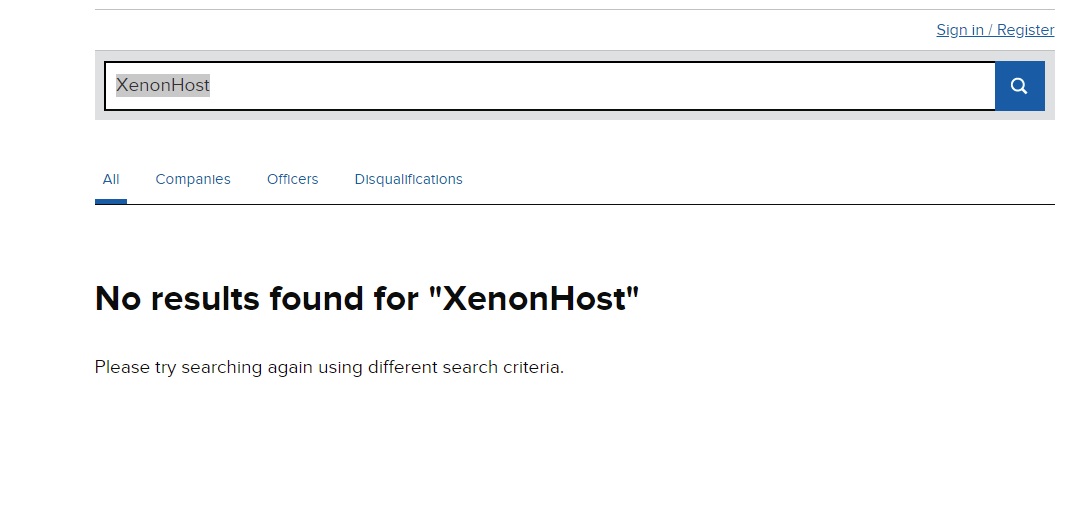 Sign in / Register
XenonHost
All Companies Officers Disqualifications
No results found for "XenonHost"
Please try searching again using different search criteria.